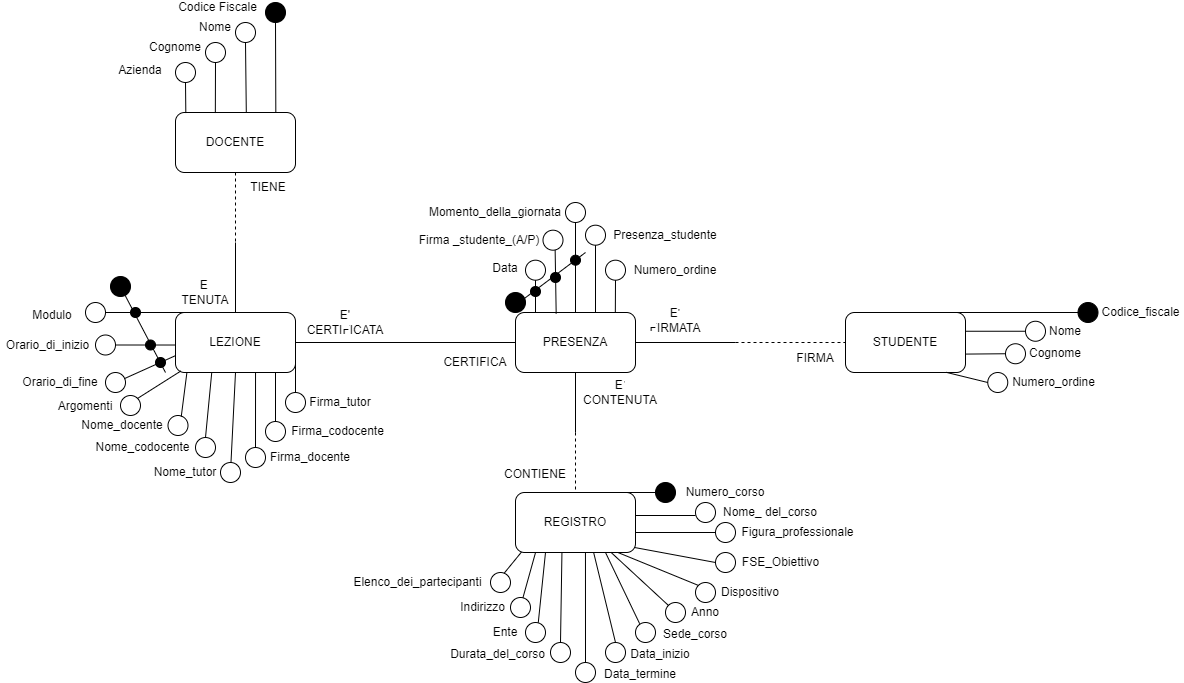 Codice Fiscale
Nome
Cognome
Azienda
DOCENTE
TIENE
Momento_della_giornata
Firma _studente_(A/P)
Presenza_studente
Data
Numero_ordine
E
TENUTA
Modulo
Orario_di_inizio
Orario_di_fine
Argomenti
Nome_docente
Nome_codocente
Nome_tutor
Firma_docente
Firma_codocente
Firma_tutor
LEZIONE
E'
CERTIFICATA
CERTIFICA
PRESENZA
E'
FIRMATA
FIRMA
STUDENTE
Codice_fiscale
Nome
Cognome
Numero_ordine
E'
CONTENUTA
CONTIENE
REGISTRO
Numero_corso
Nome_ del_corso
Figura_professionale
FSE_Obiettivo
Dispositivo
Anno
Sede_corso
Data_inizio
Data_termine
Durata_del_corso
Ente
Indirizzo
Elenco_dei_partecipanti